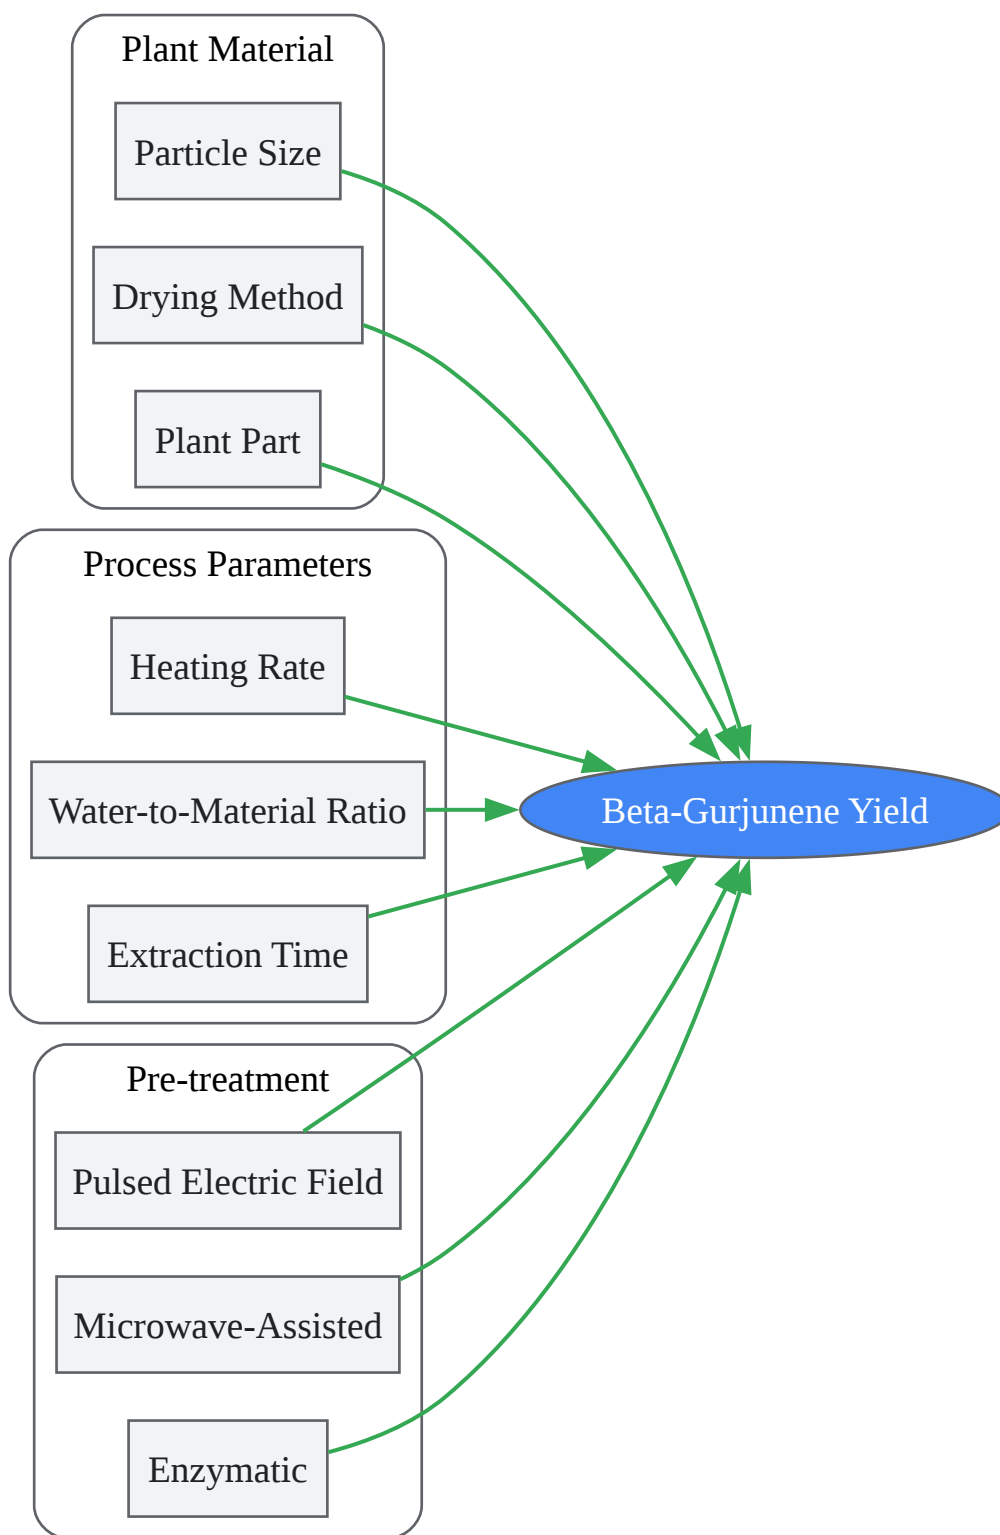 Plant Material
Particle Size
Drying Method
Plant Part
Process Parameters
Heating Rate
Water-to-Material Ratio
Beta-Gurjunene Yield
Extraction Time
Pre-treatment
Pulsed Electric Field
Microwave-Assisted
Enzymatic